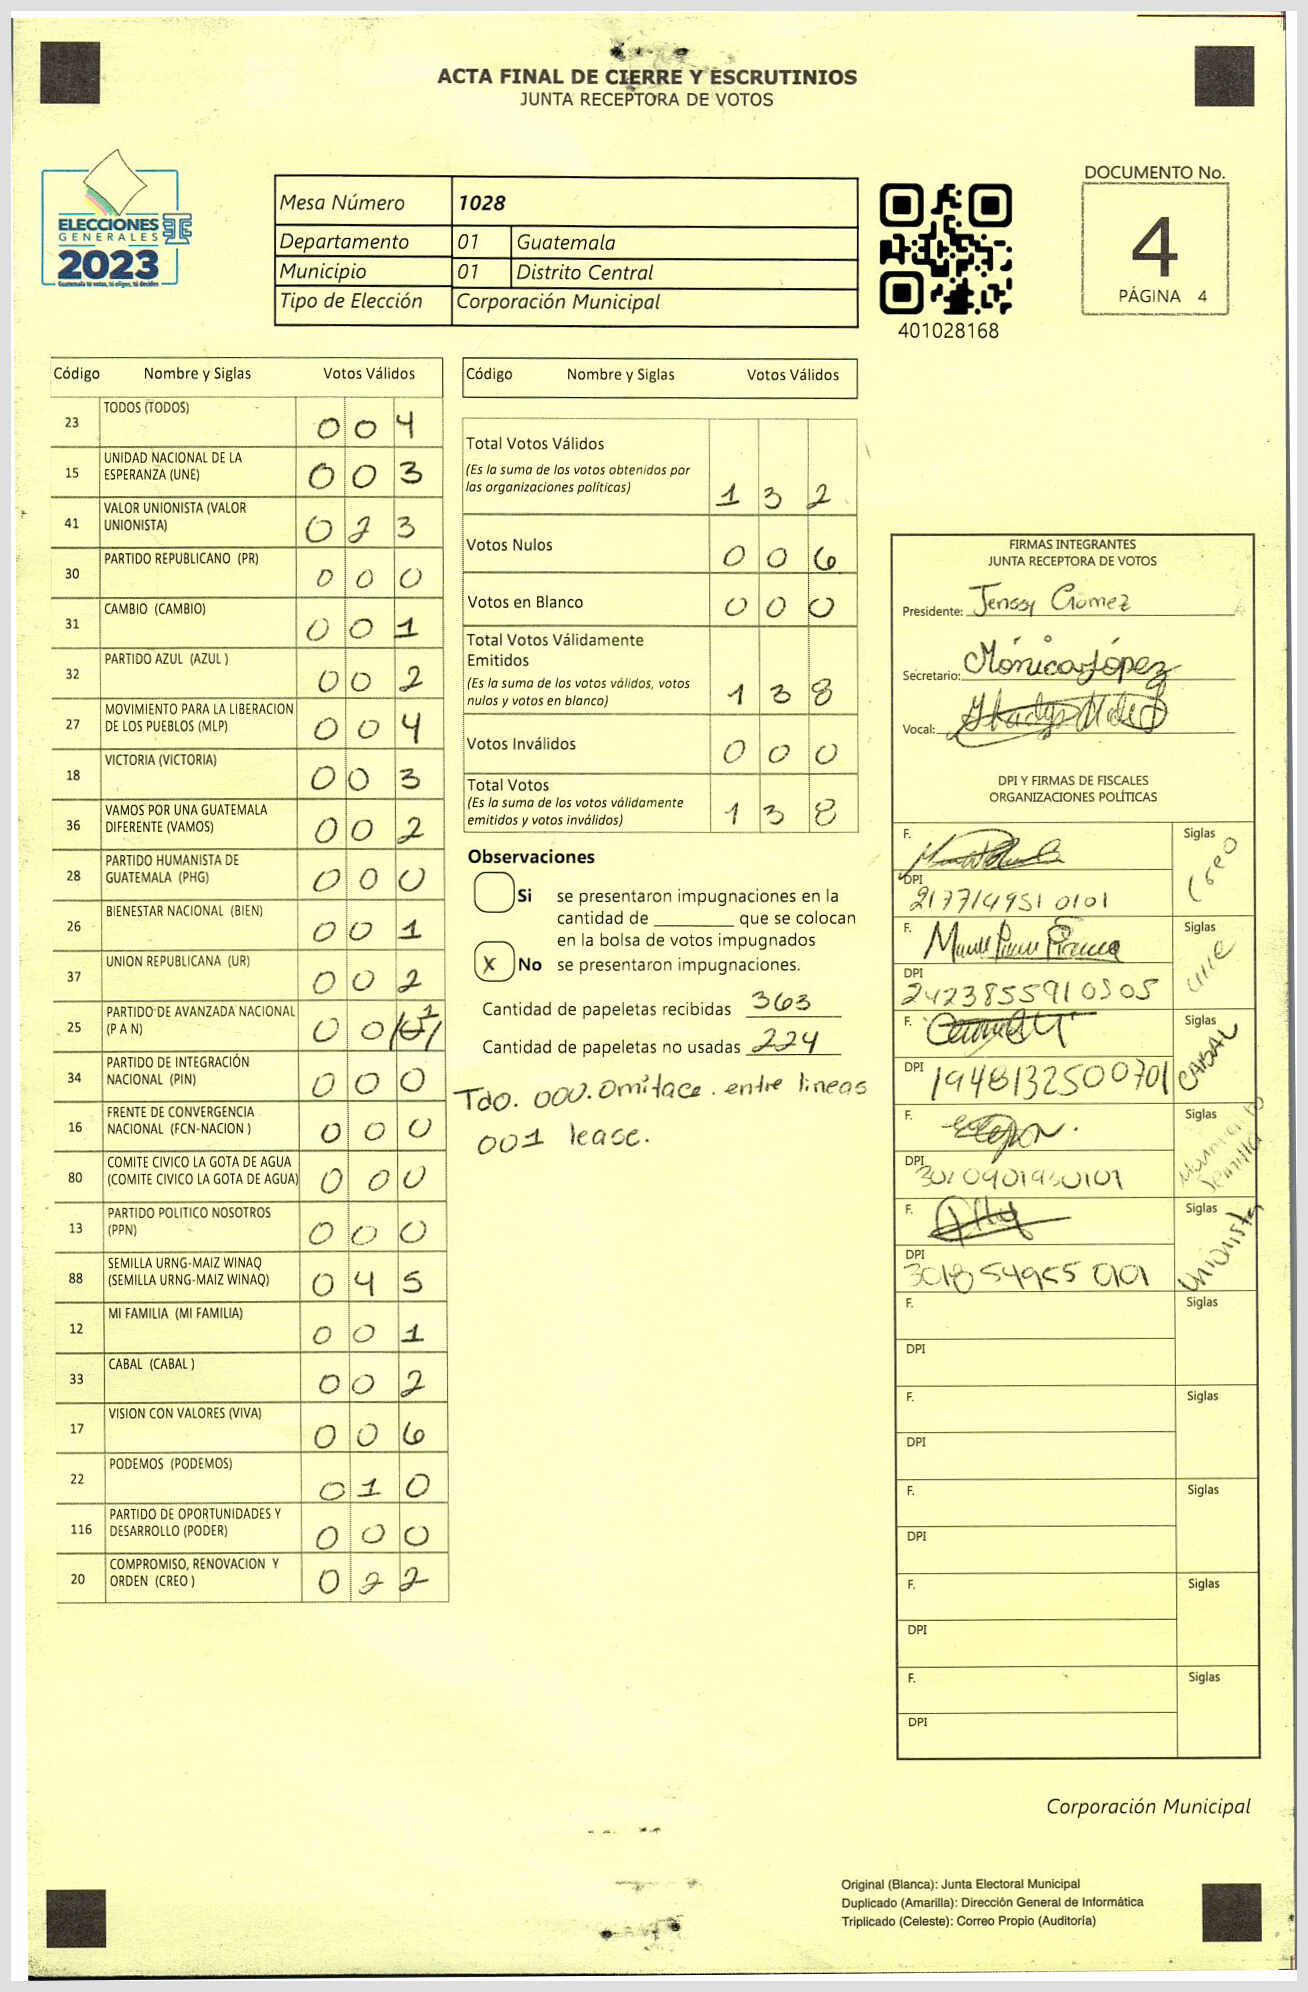 ACTA FINAL DE CIERRE Y ESCRUTINIOS
JUNTA RECEPTORA DE VOTOS
ELECCIONES
GENERALES
2023
Guatemala tú votas, tú eliges, tú decides
Mesa Número 1028
Departamento 01 Guatemala
Municipio 01 Distrito Central
Tipo de Elección Corporación Municipal
401028168
DOCUMENTO No.
4
PÁGINA 4
Código Nombre y Siglas Votos Válidos
23 TODOS (TODOS) 0 0 4
15 UNIDAD NACIONAL DE LA
ESPERANZA (UNE) 0 0 3
41 VALOR UNIONISTA (VALOR
UNIONISTA) 0 2 3
30 PARTIDO REPUBLICANO (PR) 0 0 0
31 CAMBIO (CAMBIO) 0 0 1
32 PARTIDO AZUL (AZUL ) 0 0 2
27 MOVIMIENTO PARA LA LIBERACION
DE LOS PUEBLOS (MLP) 0 0 4
18 VICTORIA (VICTORIA) 0 0 3
36 VAMOS POR UNA GUATEMALA
DIFERENTE (VAMOS) 0 0 2
28 PARTIDO HUMANISTA DE
GUATEMALA (PHG) 0 0 0
26 BIENESTAR NACIONAL (BIEN) 0 0 1
37 UNION REPUBLICANA (UR) 0 0 2
25 PARTIDO DE AVANZADA NACIONAL
(P A N) 0 0 1
34 PARTIDO DE INTEGRACIÓN
NACIONAL (PIN) 0 0 0
16 FRENTE DE CONVERGENCIA
NACIONAL (FCN-NACION ) 0 0 0
80 COMITE CIVICO LA GOTA DE AGUA
(COMITE CIVICO LA GOTA DE AGUA) 0 0 0
13 PARTIDO POLITICO NOSOTROS
(PPN) 0 0 0
88 SEMILLA URNG-MAIZ WINAQ
(SEMILLA URNG-MAIZ WINAQ) 0 4 5
12 MI FAMILIA (MI FAMILIA) 0 0 1
33 CABAL (CABAL ) 0 0 2
17 VISION CON VALORES (VIVA) 0 0 6
22 PODEMOS (PODEMOS) 0 1 0
116 PARTIDO DE OPORTUNIDADES Y
DESARROLLO (PODER) 0 0 0
20 COMPROMISO, RENOVACION Y
ORDEN (CREO ) 0 2 2
Código Nombre y Siglas Votos Válidos
Total Votos Válidos
(Es la suma de los votos obtenidos por
las organizaciones políticas) 1 3 2
Votos Nulos 0 0 6
Votos en Blanco 0 0 0
Total Votos Válidamente
Emitidos
(Es la suma de los votos válidos, votos
nulos y votos en blanco) 1 3 8
Votos Inválidos 0 0 0
Total Votos
(Es la suma de los votos válidamente
emitidos y votos inválidos) 1 3 8
Observaciones
Si se presentaron impugnaciones en la
cantidad de ________ que se colocan
en la bolsa de votos impugnados
X No se presentaron impugnaciones.
Cantidad de papeletas recibidas 363
Cantidad de papeletas no usadas 224
Tdo. 000. Omitace. entre lineas
001 lease.
FIRMAS INTEGRANTES
JUNTA RECEPTORA DE VOTOS
Presidente: Jenssy Gomez
Secretario: Mónica López
Vocal: Gladys
DPI Y FIRMAS DE FISCALES
ORGANIZACIONES POLÍTICAS
F. Siglas
Creo
DPI
217714951 0101
F. Siglas
une
DPI
2423855910505
F. Siglas
CABAL
DPI 1948132500701
F. Siglas
Semilla
DPI
3020901930101
F. Siglas
Unionista
DPI
301854955 0101
F. Siglas
DPI
F. Siglas
DPI
F. Siglas
DPI
F. Siglas
DPI
F. Siglas
DPI
Corporación Municipal
Original (Blanca): Junta Electoral Municipal
Duplicado (Amarilla): Dirección General de Informática
Triplicado (Celeste): Correo Propio (Auditoría)